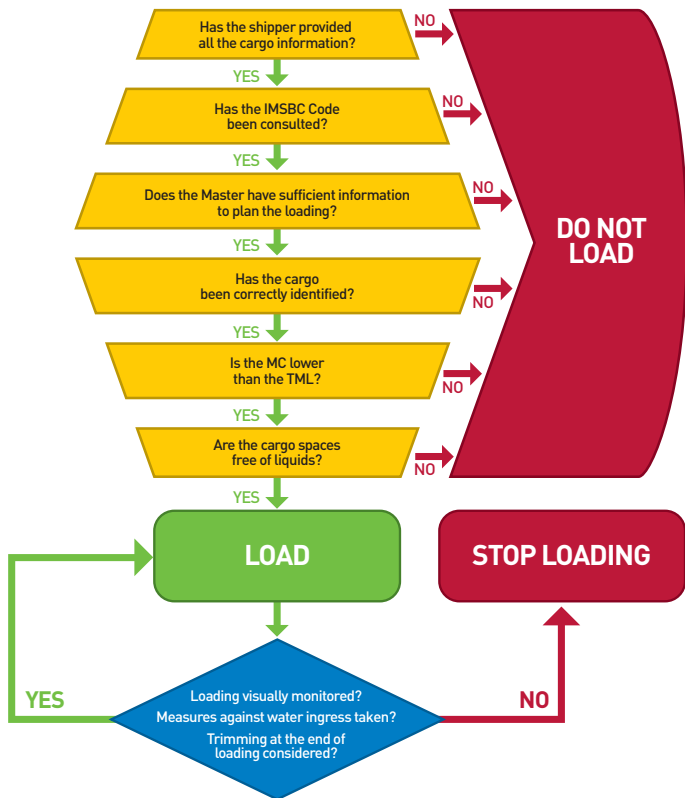 Has the shipper provided
all the cargo information?
NO
YES
Has the IMSBC Code
been consulted?
NO
YES
Does the Master have sufficient information
to plan the loading?
NO
YES
DO NOT
LOAD
Has the cargo
been correctly identified?
NO
YES
Is the MC lower
than the TML?
NO
YES
Are the cargo spaces
free of liquids?
NO
YES
LOAD
STOP LOADING
YES
NO
Loading visually monitored?
Measures against water ingress taken?
Trimming at the end of
loading considered?